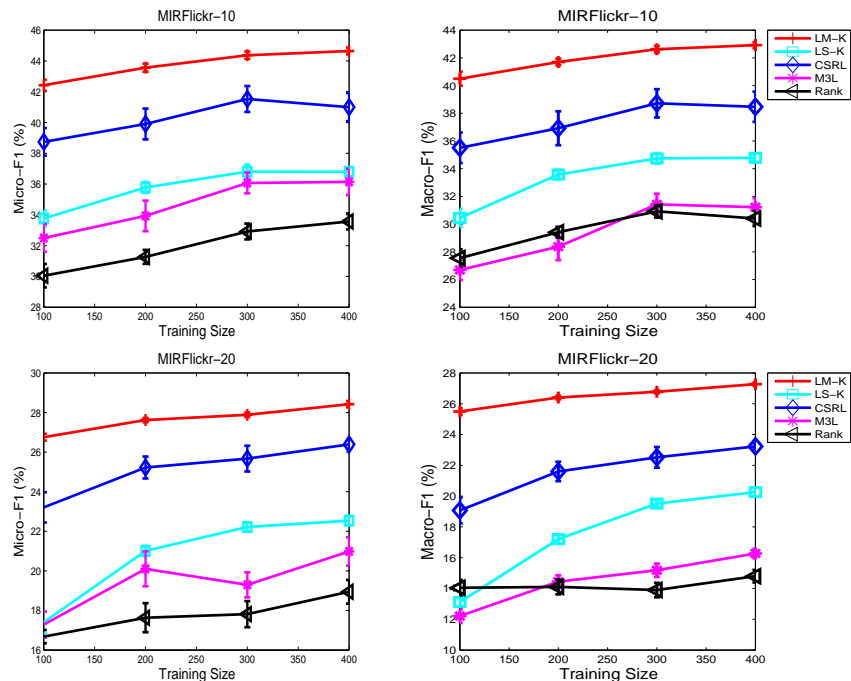 MIRFlickr−10
46
44
42
40
38
36
34
32
30
28
Micro−F1 (%)
100 150 200 250 300 350 400
Training Size
MIRFlickr−10
44
42
40
38
36
34
32
30
28
26
24
Macro−F1 (%)
100 150 200 250 300 350 400
Training Size
LM−K
LS−K
CSRL
M3L
Rank
MIRFlickr−20
30
28
26
24
22
20
18
16
Micro−F1 (%)
100 150 200 250 300 350 400
Training Size
MIRFlickr−20
28
26
24
22
20
18
16
14
12
10
Macro−F1 (%)
100 150 200 250 300 350 400
Training Size
LM−K
LS−K
CSRL
M3L
Rank